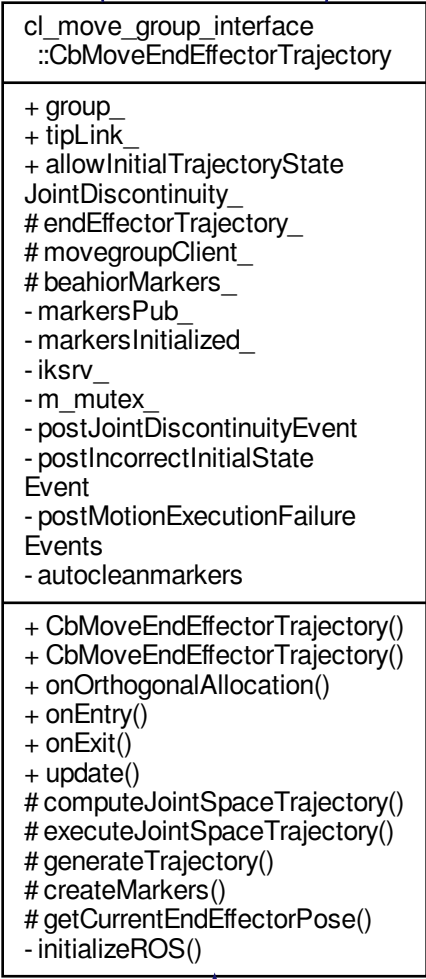 cl_move_group_interface
::CbMoveEndEffectorTrajectory
+ group_
+ tipLink_
+ allowInitialTrajectoryState
JointDiscontinuity_
# endEffectorTrajectory_
# movegroupClient_
# beahiorMarkers_
- markersPub_
- markersInitialized_
- iksrv_
- m_mutex_
- postJointDiscontinuityEvent
- postIncorrectInitialState
Event
- postMotionExecutionFailure
Events
- autocleanmarkers
+ CbMoveEndEffectorTrajectory()
+ CbMoveEndEffectorTrajectory()
+ onOrthogonalAllocation()
+ onEntry()
+ onExit()
+ update()
# computeJointSpaceTrajectory()
# executeJointSpaceTrajectory()
# generateTrajectory()
# createMarkers()
# getCurrentEndEffectorPose()
- initializeROS()